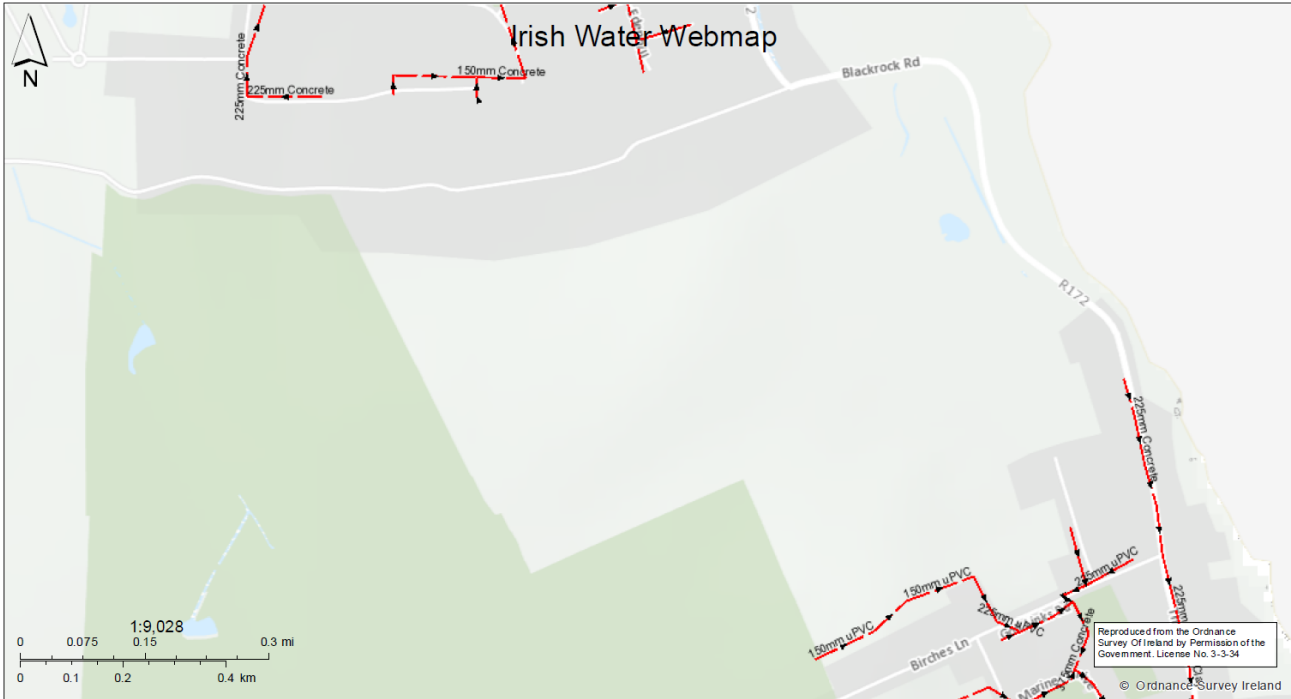 Irish Water Webmap
N
2
225mm Concrete
225mm Concrete
150mm Concrete
Blackrock Rd
R172
225mm Concrete
225mm uPVC
150mm uPVC
225mm uPVC
150mm uPVC
225mm
Birches Ln
Marine
Reproduced from the Ordnance
Survey Of Ireland by Permission of the
Government. License No. 3-3-34
© Ordnance Survey Ireland
1:9,028
0 0.075 0.15 0.3 mi
0 0.1 0.2 0.4 km